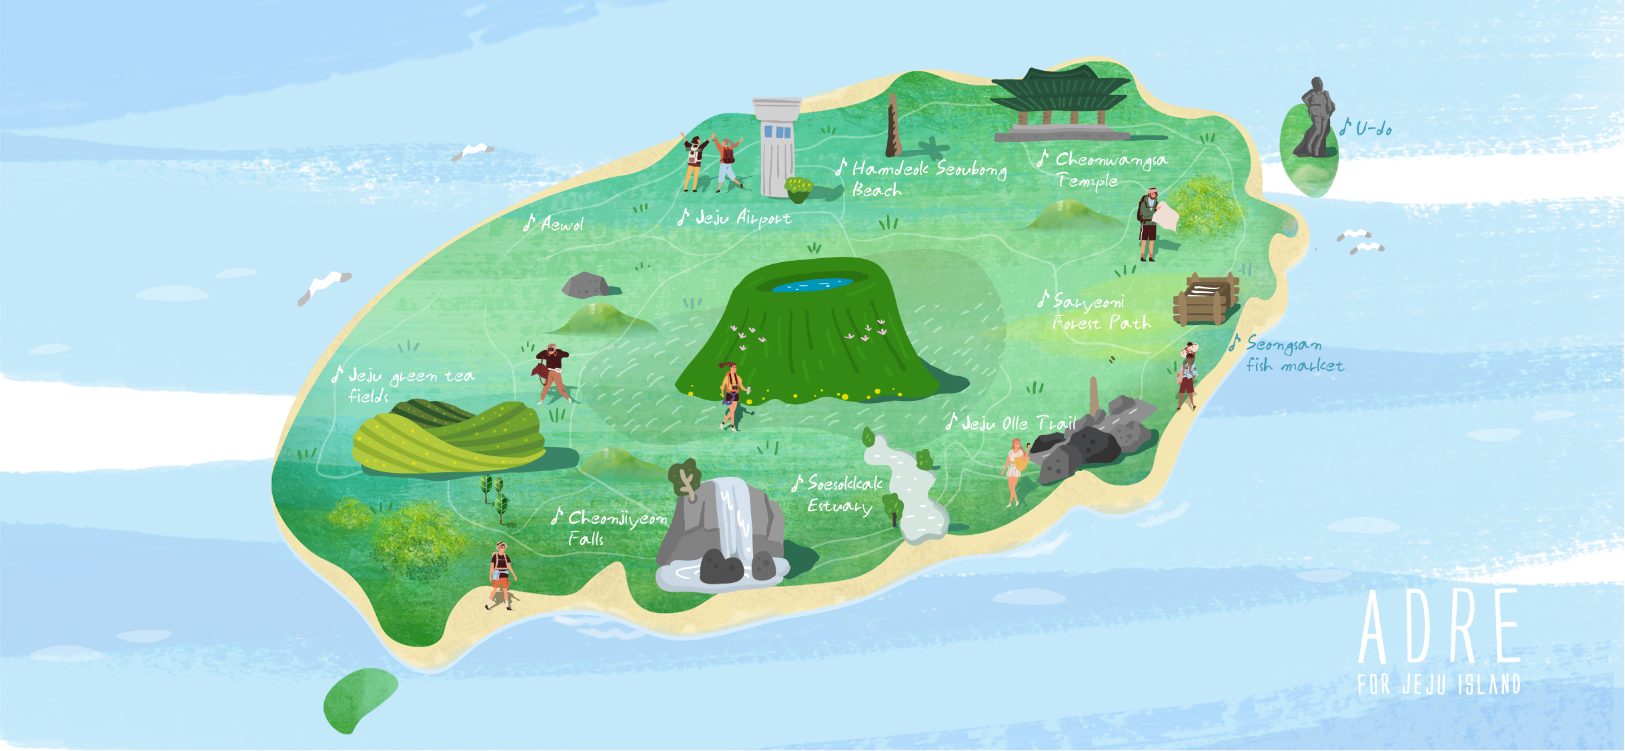 ♪ U-do
♪ Hamdeok Seoubong
Beach
♪ Cheonwangsa
Temple
♪ Aewol
♪ Jeju Airport
♪ Saryeoni
Forest Path
♪ Seongsan
fish market
♪ Jeju green tea
fields
♪ Jeju Olle Trail
♪ Soesokkak
Estuary
♪ Cheonjiyeon
Falls
ADRE
FOR JEJU ISLAND